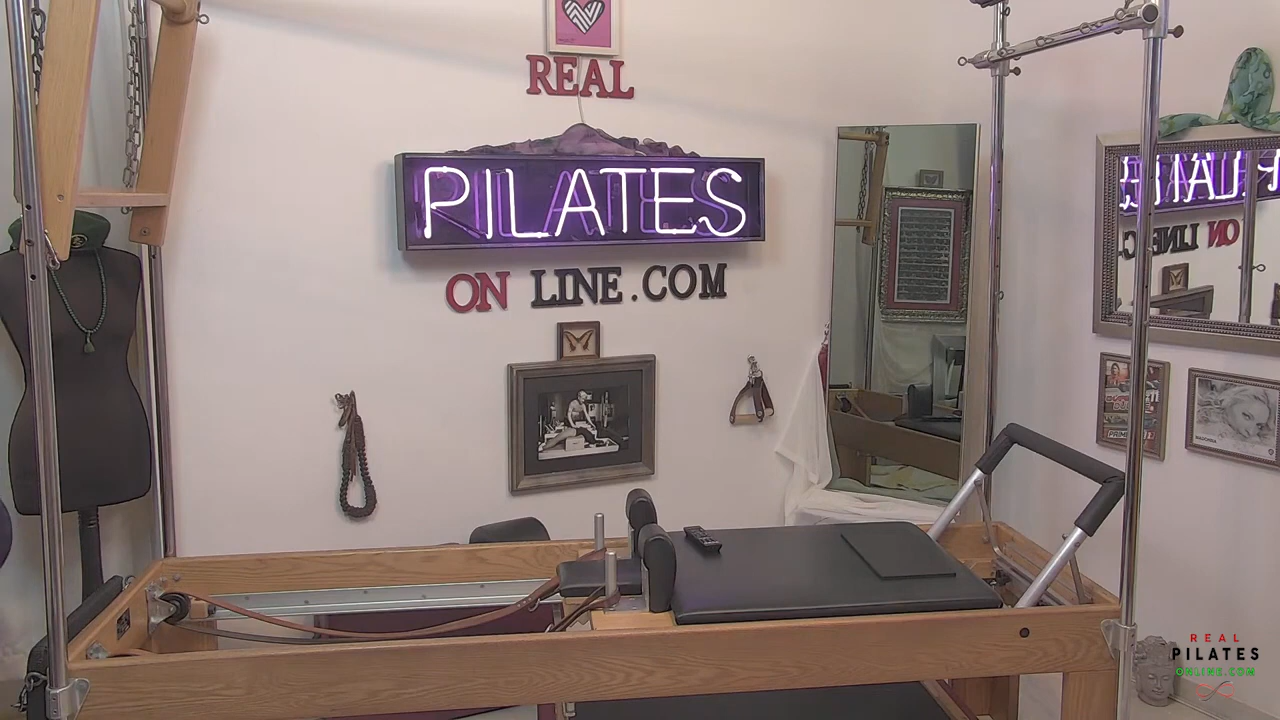 REAL
PILATES
ON LINE.COM
REAL
PILATES
ONLINE.COM